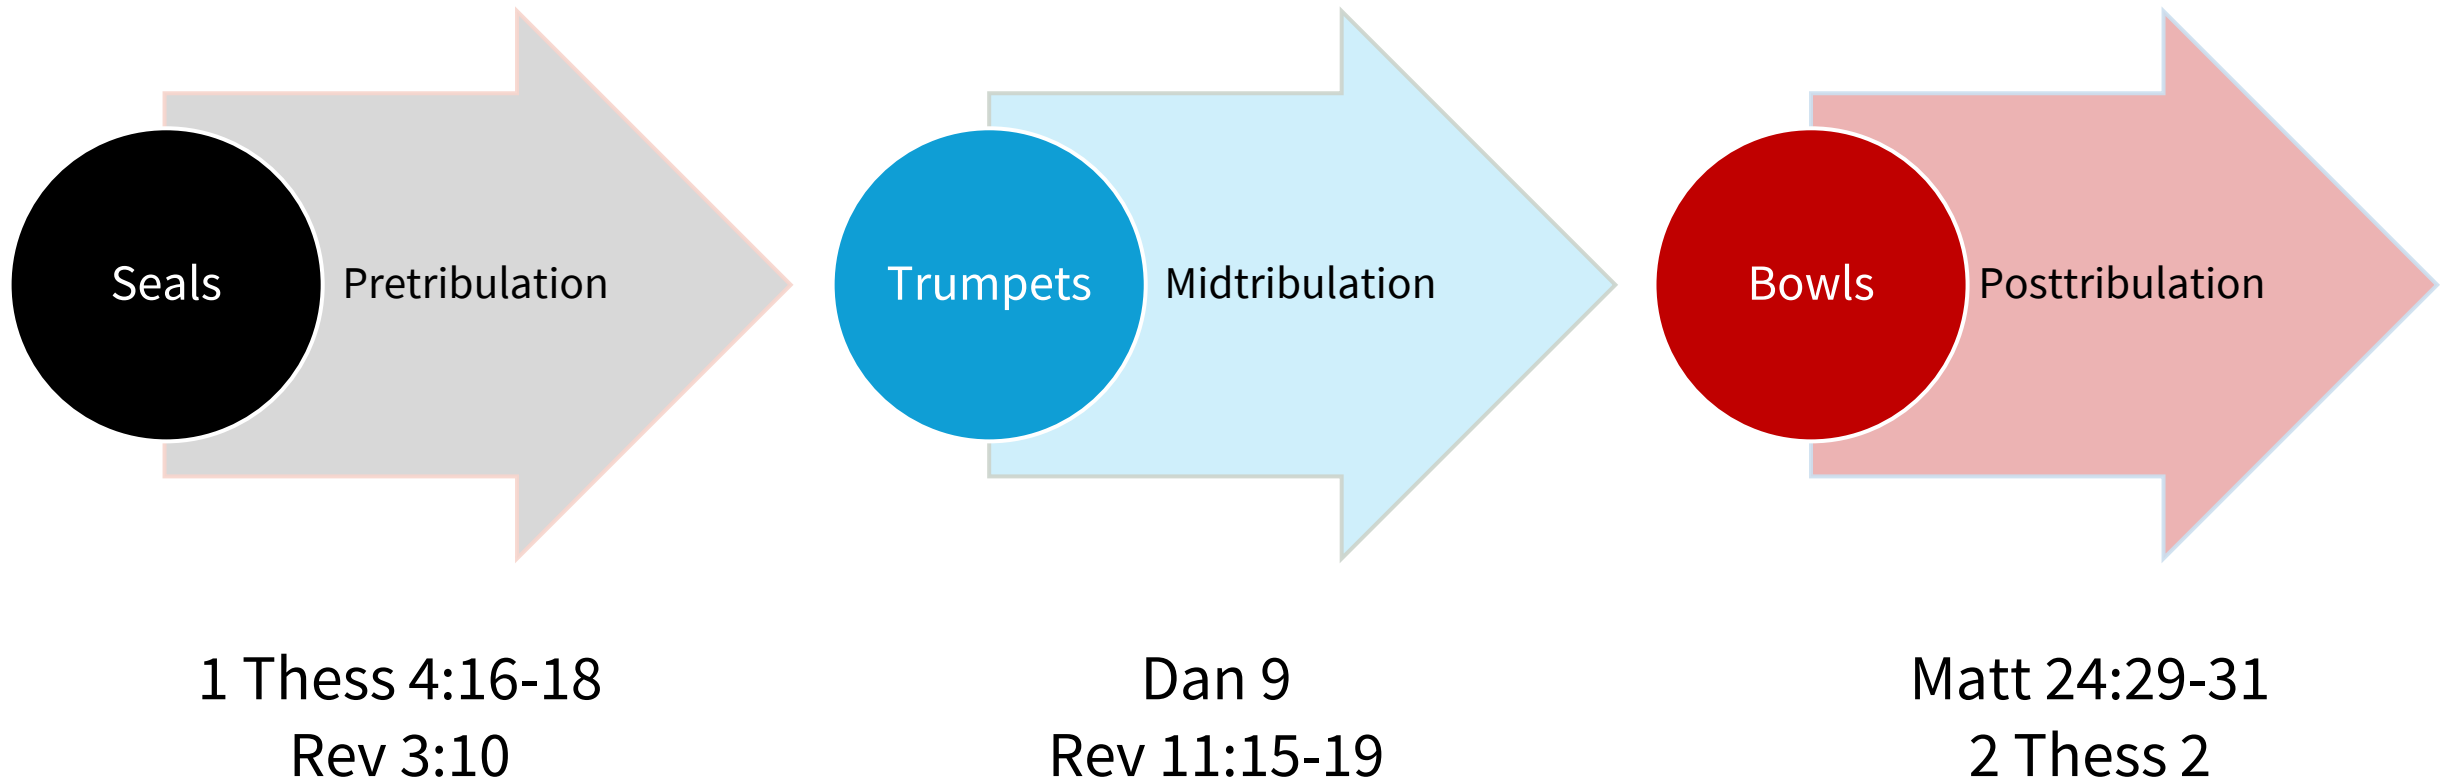 Seals
Pretribulation
Trumpets
Midtribulation
Bowls
Posttribulation
1 Thess 4:16-18
Rev 3:10
Dan 9
Rev 11:15-19
Matt 24:29-31
2 Thess 2